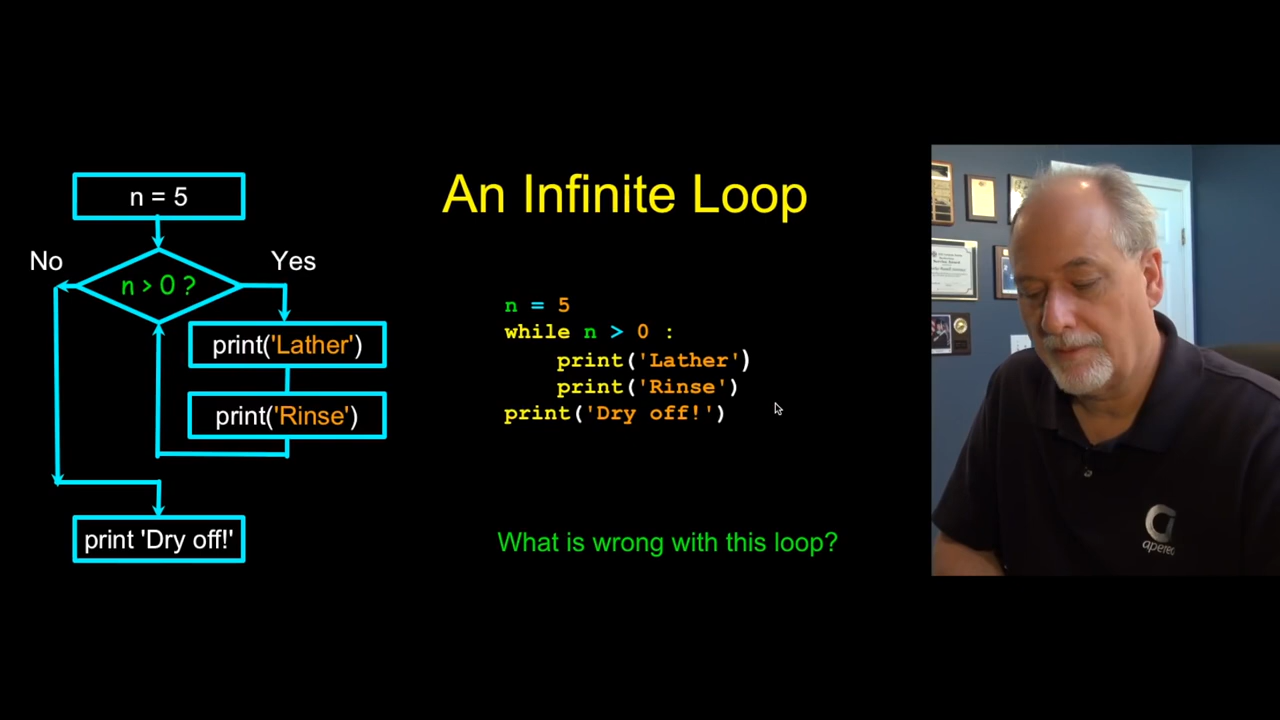 An Infinite Loop
n = 5
No
Yes
n > 0 ?
print('Lather')
print('Rinse')
print 'Dry off!'
n = 5
while n > 0 :
    print('Lather')
    print('Rinse')
print('Dry off!')
What is wrong with this loop?